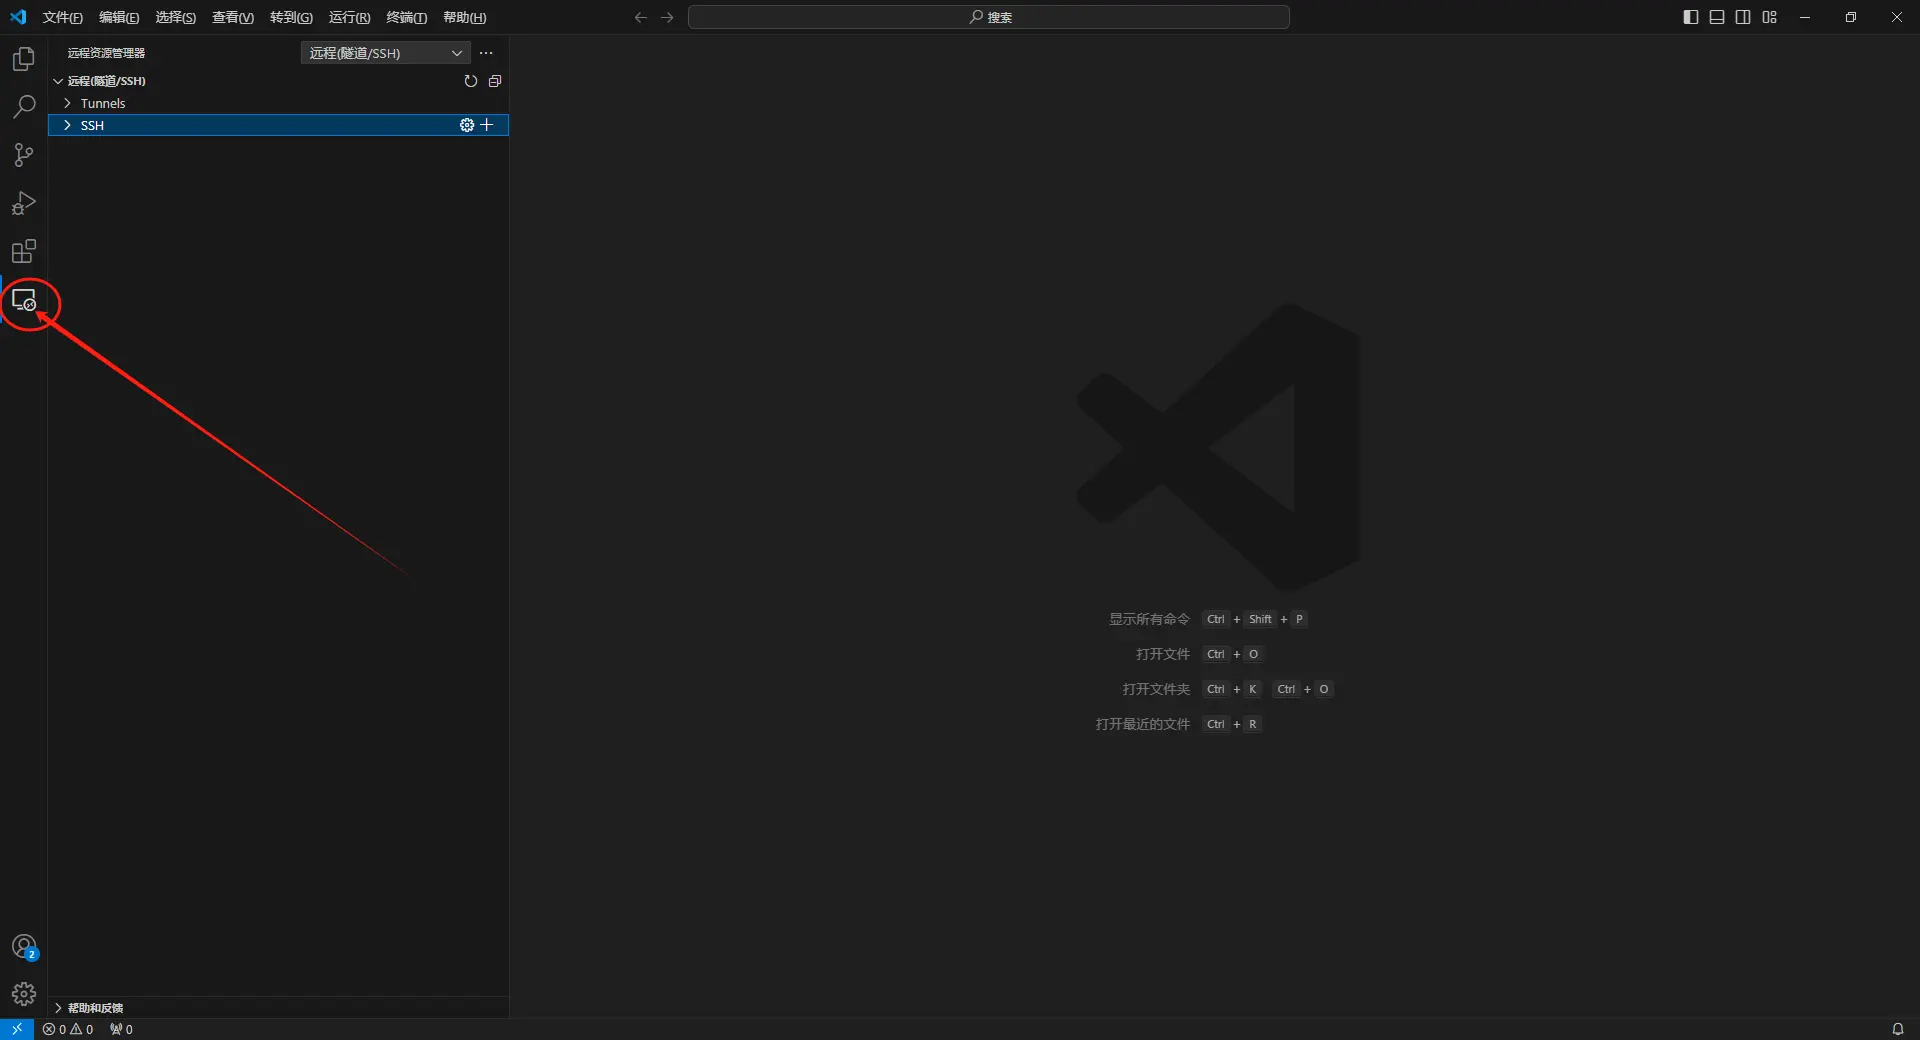 文件(F) 编辑(E) 选择(S) 查看(V) 转到(G) 运行(R) 终端(T) 帮助(H) 搜索
远程资源管理器 远程(隧道/SSH)
远程(隧道/SSH)
Tunnels
SSH
显示所有命令 Ctrl + Shift + P
打开文件 Ctrl + O
打开文件夹 Ctrl + K Ctrl + O
打开最近的文件 Ctrl + R
2
帮助和反馈
0 0 0